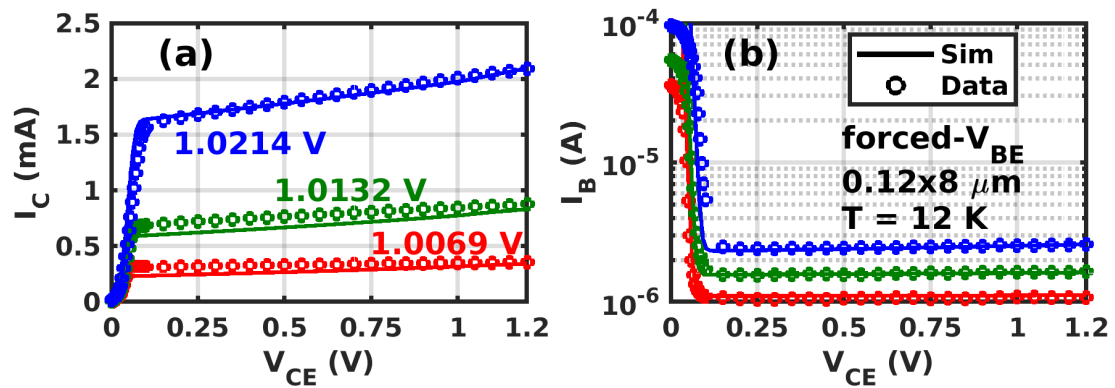 2.5
2
1.5
1
0.5
0
I_C (mA)
(a)
1.0214 V
1.0132 V
1.0069 V
0 0.25 0.5 0.75 1 1.2
V_CE (V)
10^-4
10^-5
10^-6
I_B (A)
(b)
Sim
Data
forced-V_BE
0.12x8 μm
T = 12 K
0 0.25 0.5 0.75 1 1.2
V_CE (V)